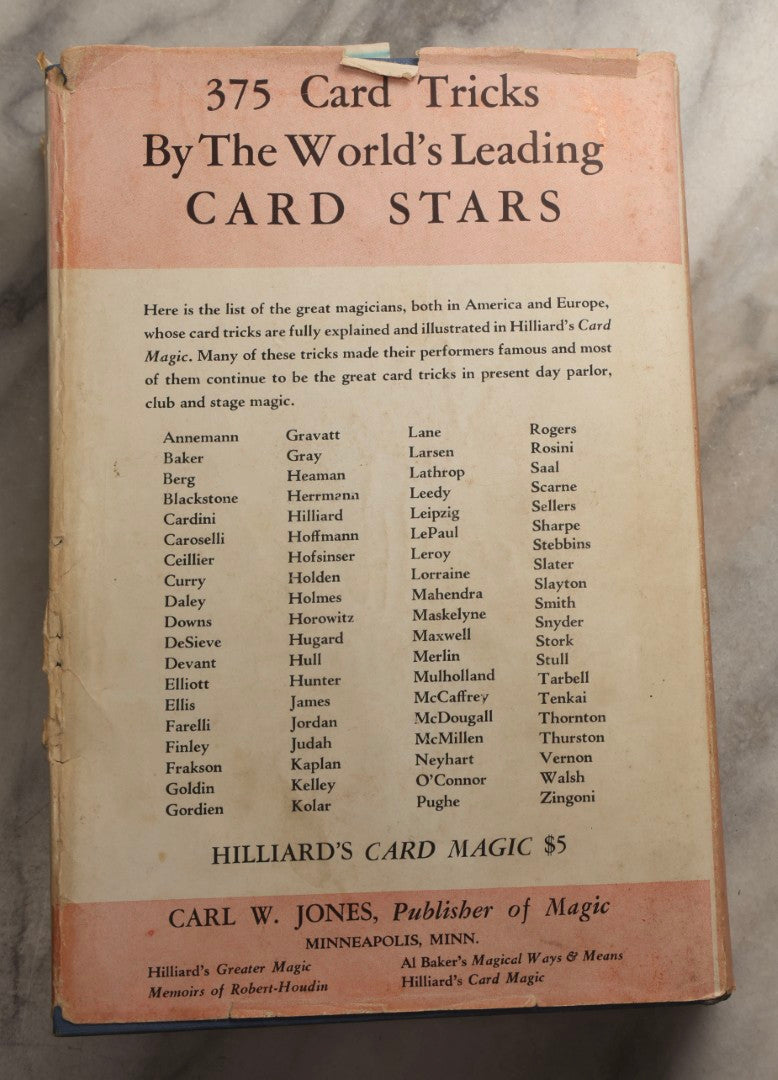 375 Card Tricks
By The World's Leading
CARD STARS
Here is the list of the great magicians, both in America and Europe,
whose card tricks are fully explained and illustrated in Hilliard's Card
Magic. Many of these tricks made their performers famous and most
of them continue to be the great card tricks in present day parlor,
club and stage magic.
Annemann
Baker
Berg
Blackstone
Cardini
Caroselli
Ceillier
Curry
Daley
Downs
DeSieve
Devant
Elliott
Ellis
Farelli
Finley
Frakson
Goldin
Gordien
Gravatt
Gray
Heaman
Herrmann
Hilliard
Hoffmann
Hofsinser
Holden
Holmes
Horowitz
Hugard
Hull
Hunter
James
Jordan
Judah
Kaplan
Kelley
Kolar
Lane
Larsen
Lathrop
Leedy
Leipzig
LePaul
Leroy
Lorraine
Mahendra
Maskelyne
Maxwell
Merlin
Mulholland
McCaffrey
McDougall
McMillen
Neyhart
O'Connor
Pughe
Rogers
Rosini
Saal
Scarne
Sellers
Sharpe
Stebbins
Slater
Slayton
Smith
Snyder
Stork
Stull
Tarbell
Tenkai
Thornton
Thurston
Vernon
Walsh
Zingoni
HILLIARD'S CARD MAGIC $5
CARL W. JONES, Publisher of Magic
MINNEAPOLIS, MINN.
Hilliard's Greater Magic
Memoirs of Robert-Houdin
Al Baker's Magical Ways & Means
Hilliard's Card Magic